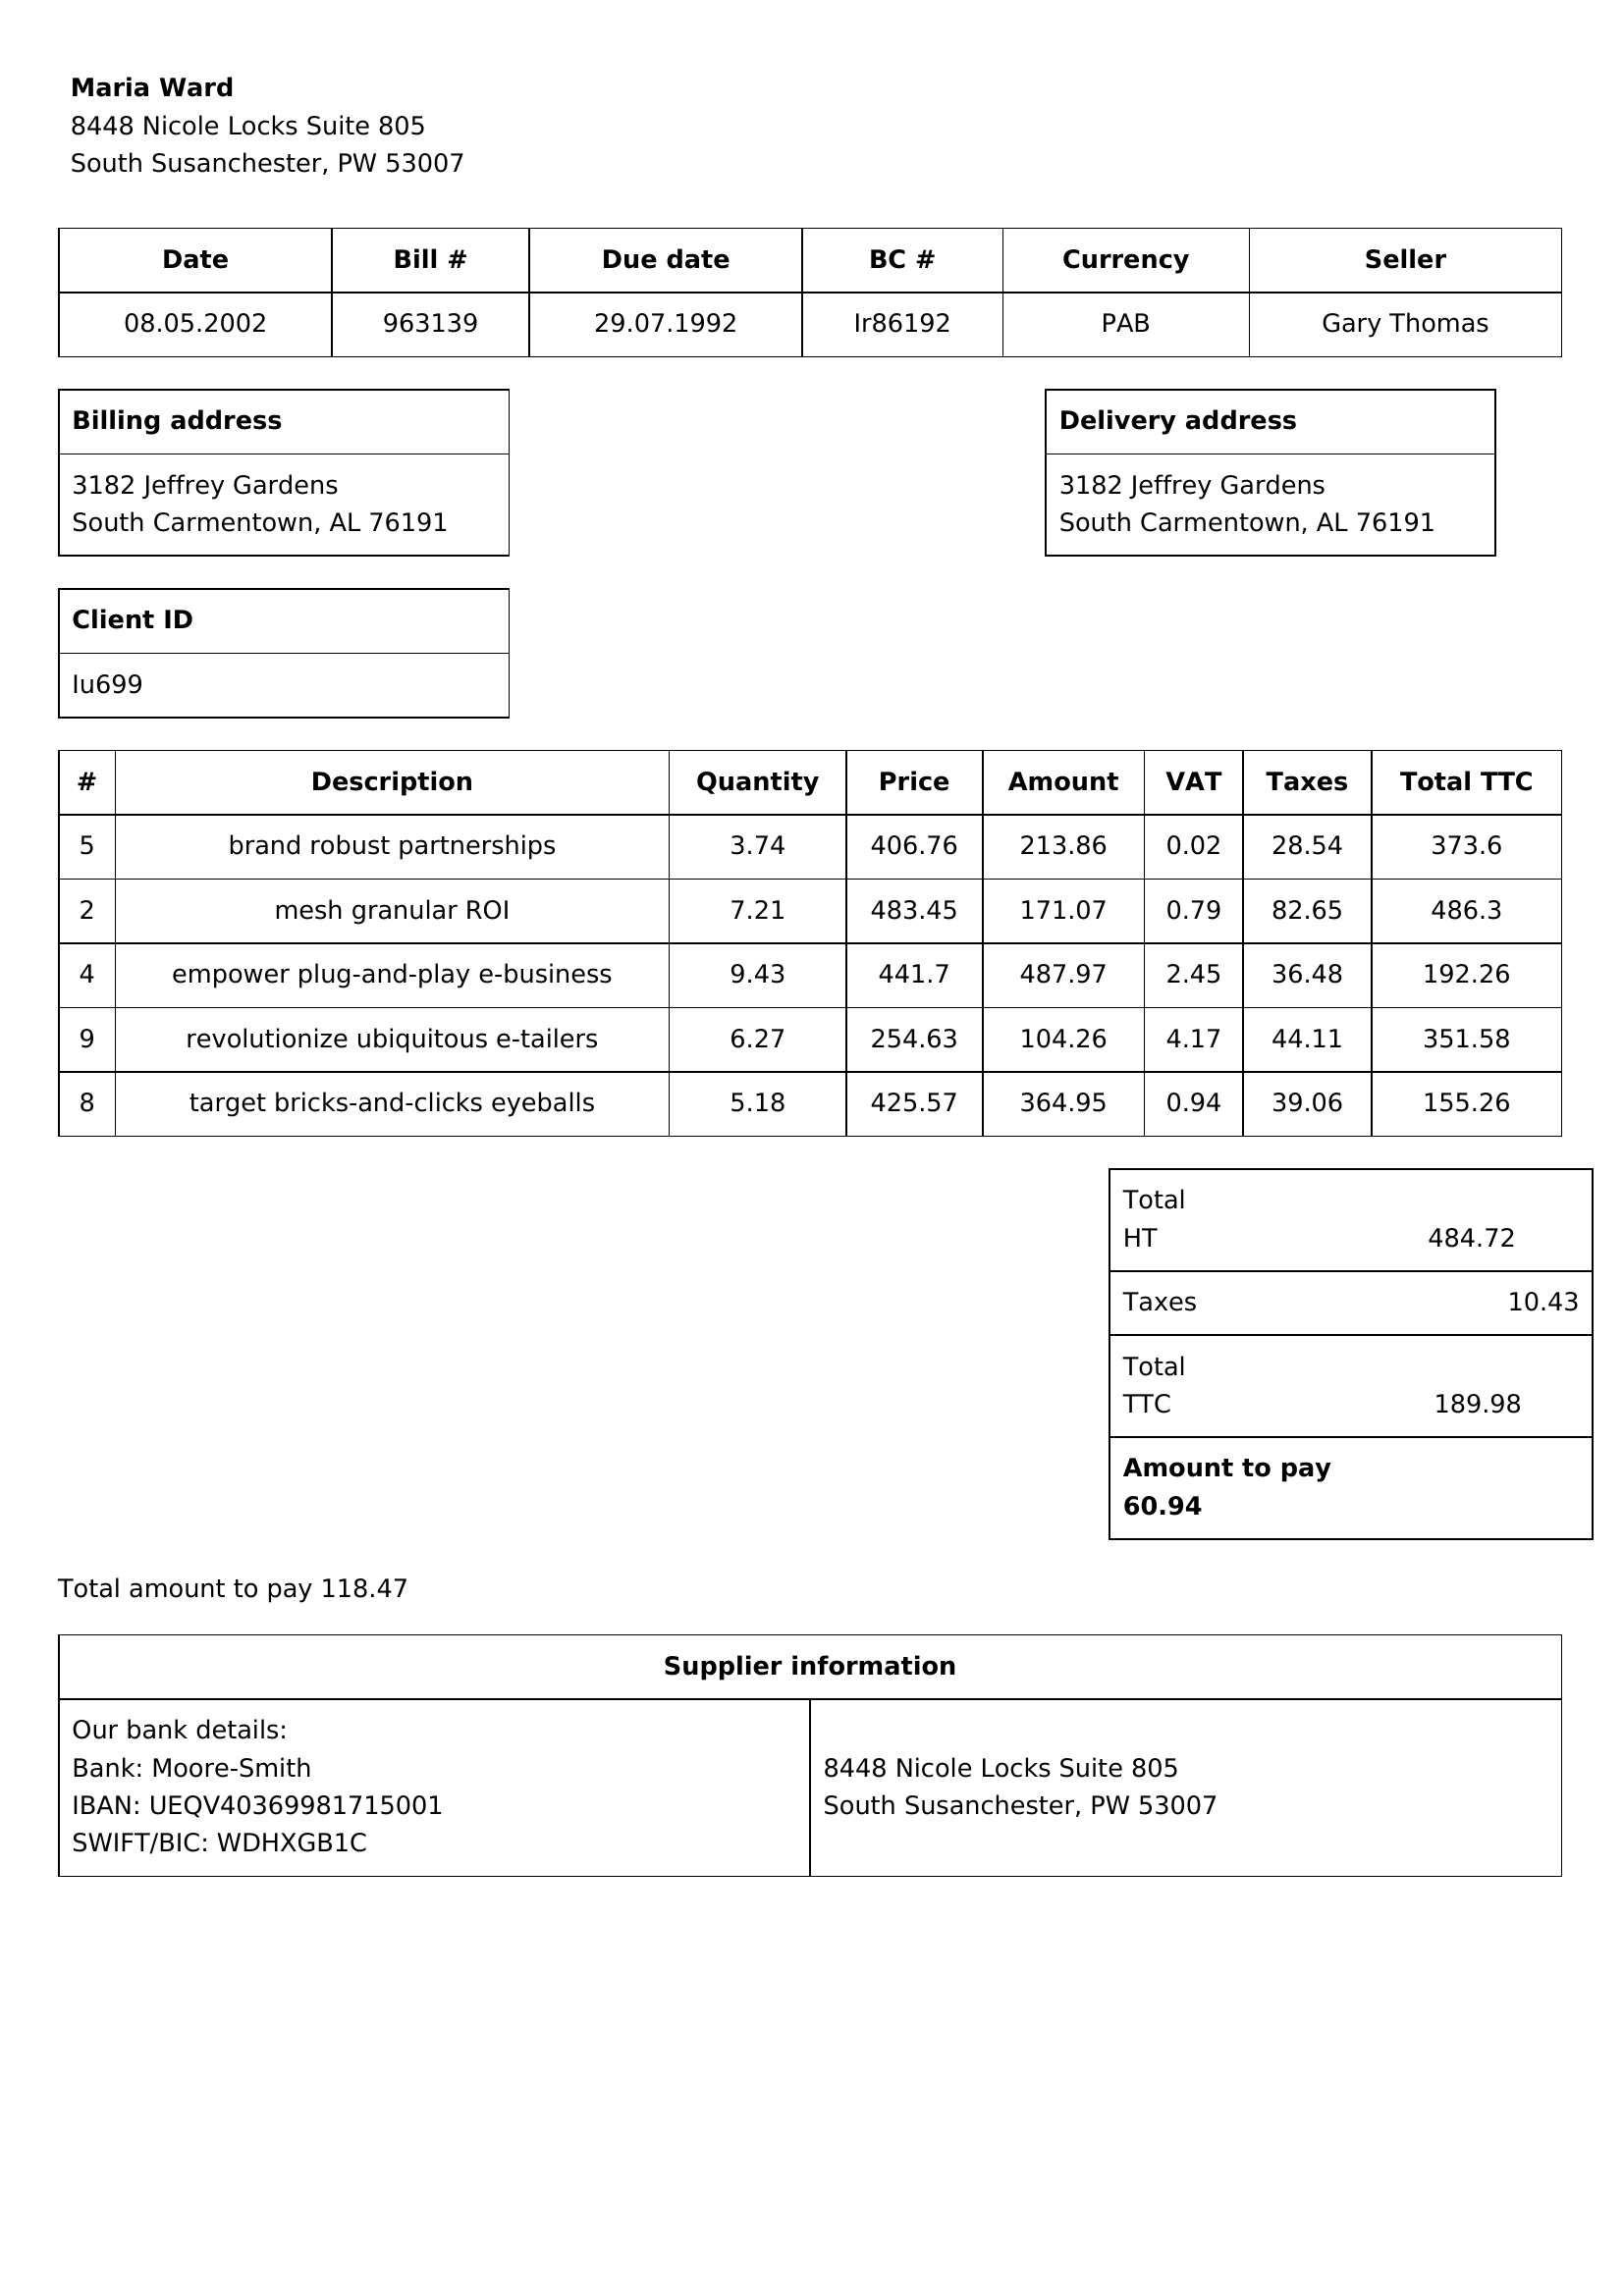 Maria Ward
8448 Nicole Locks Suite 805
South Susanchester, PW 53007
Date Bill # Due date BC # Currency Seller
08.05.2002 963139 29.07.1992 Ir86192 PAB Gary Thomas
Billing address Delivery address
3182 Jeffrey Gardens 3182 Jeffrey Gardens
South Carmentown, AL 76191 South Carmentown, AL 76191
Client ID
Iu699
# Description Quantity Price Amount VAT Taxes Total TTC
5 brand robust partnerships 3.74 406.76 213.86 0.02 28.54 373.6
2 mesh granular ROI 7.21 483.45 171.07 0.79 82.65 486.3
4 empower plug-and-play e-business 9.43 441.7 487.97 2.45 36.48 192.26
9 revolutionize ubiquitous e-tailers 6.27 254.63 104.26 4.17 44.11 351.58
8 target bricks-and-clicks eyeballs 5.18 425.57 364.95 0.94 39.06 155.26
Total
HT 484.72
Taxes 10.43
Total
TTC 189.98
Amount to pay
60.94
Total amount to pay 118.47
Supplier information
Our bank details:
Bank: Moore-Smith
IBAN: UEQV40369981715001
SWIFT/BIC: WDHXGB1C
8448 Nicole Locks Suite 805
South Susanchester, PW 53007